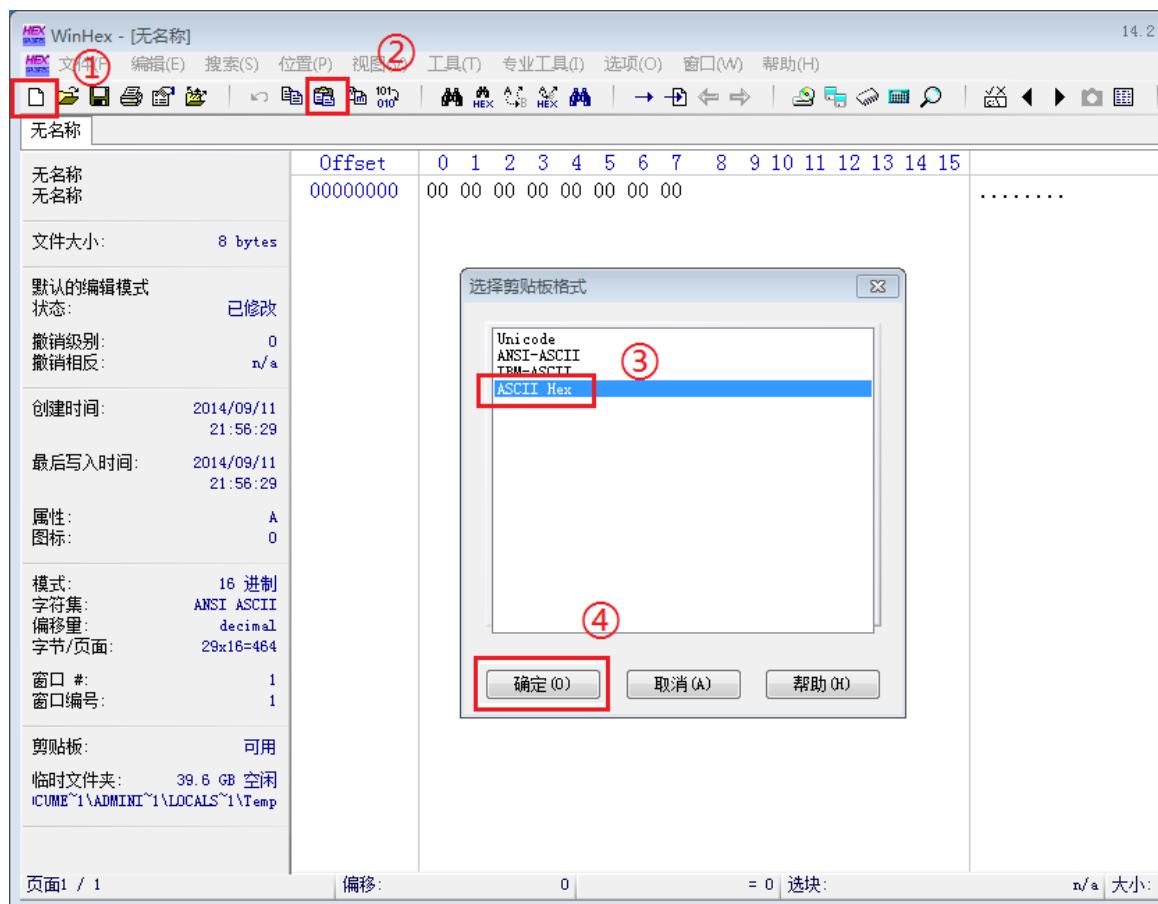 WinHex - [无名称]
14.2
① ②
编辑(E) 搜索(S) 位置(P) 工具(T) 专业工具(I) 选项(O) 窗口(W) 帮助(H)
无名称
Offset 0 1 2 3 4 5 6 7 8 9 10 11 12 13 14 15
00000000 00 00 00 00 00 00 00 00 ........
无名称
无名称
文件大小: 8 bytes
默认的编辑模式
状态: 已修改
撤销级别: 0
撤销相反: n/a
创建时间: 2014/09/11
21:56:29
最后写入时间: 2014/09/11
21:56:29
属性: A
图标: 0
模式: 16 进制
字符集: ANSI ASCII
偏移量: decimal
字节/页面: 29x16=464
窗口 #: 1
窗口编号: 1
剪贴板: 可用
临时文件夹: 39.6 GB 空闲
CUME~1\ADMINI~1\LOCALS~1\Temp
选择剪贴板格式
Unicode
ANSI-ASCII
IBM-ASCII
ASCII Hex
③
④
确定(O) 取消(A) 帮助(H)
页面1 / 1 偏移: 0 = 0 选块: n/a 大小: